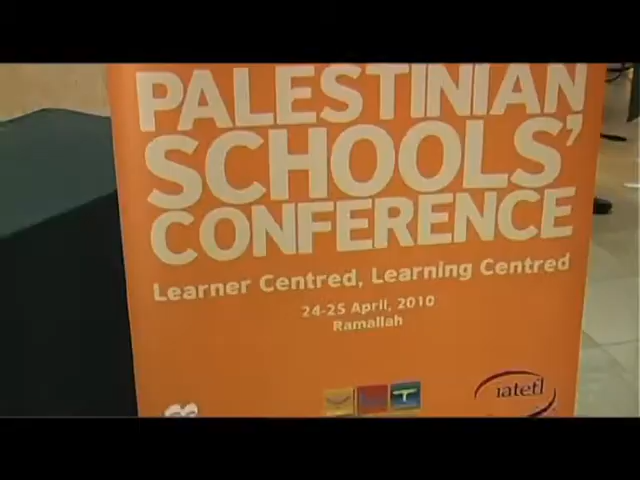 PALESTINIAN
SCHOOLS'
CONFERENCE
Learner Centred, Learning Centred
24-25 April, 2010
Ramallah
iatefl